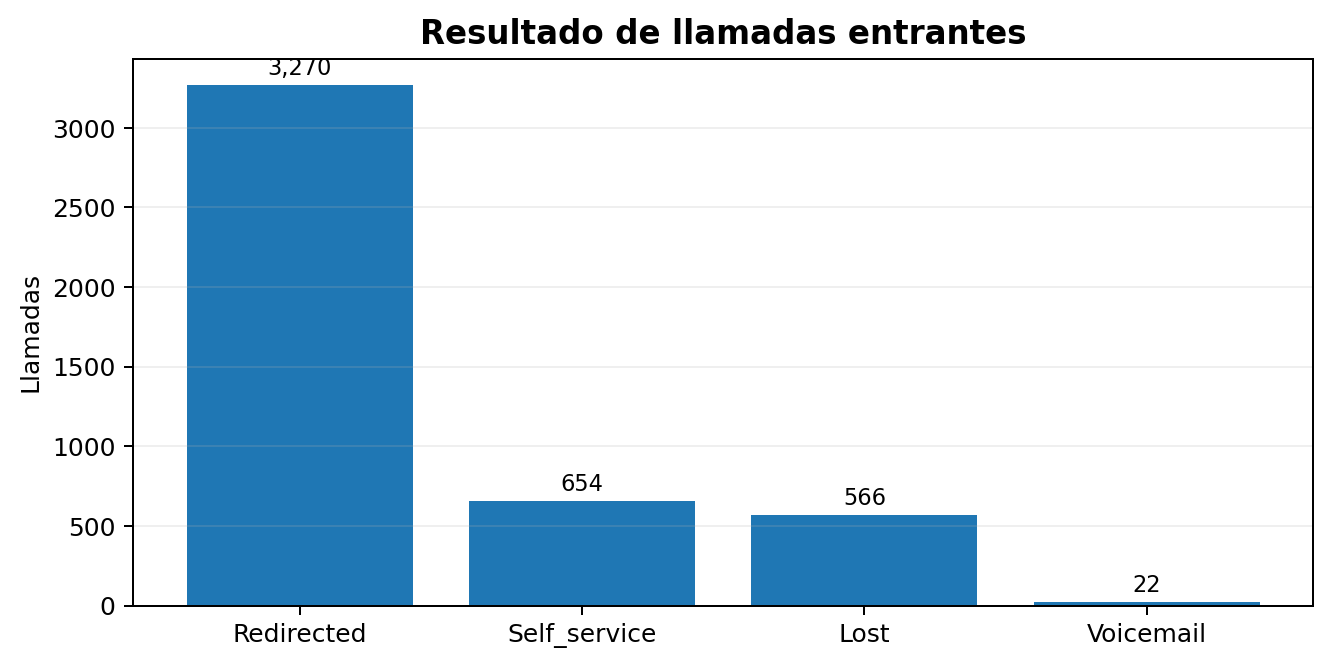 Resultado de llamadas entrantes
Llamadas
3000
2500
2000
1500
1000
500
0
3,270
654
566
22
Redirected
Self_service
Lost
Voicemail